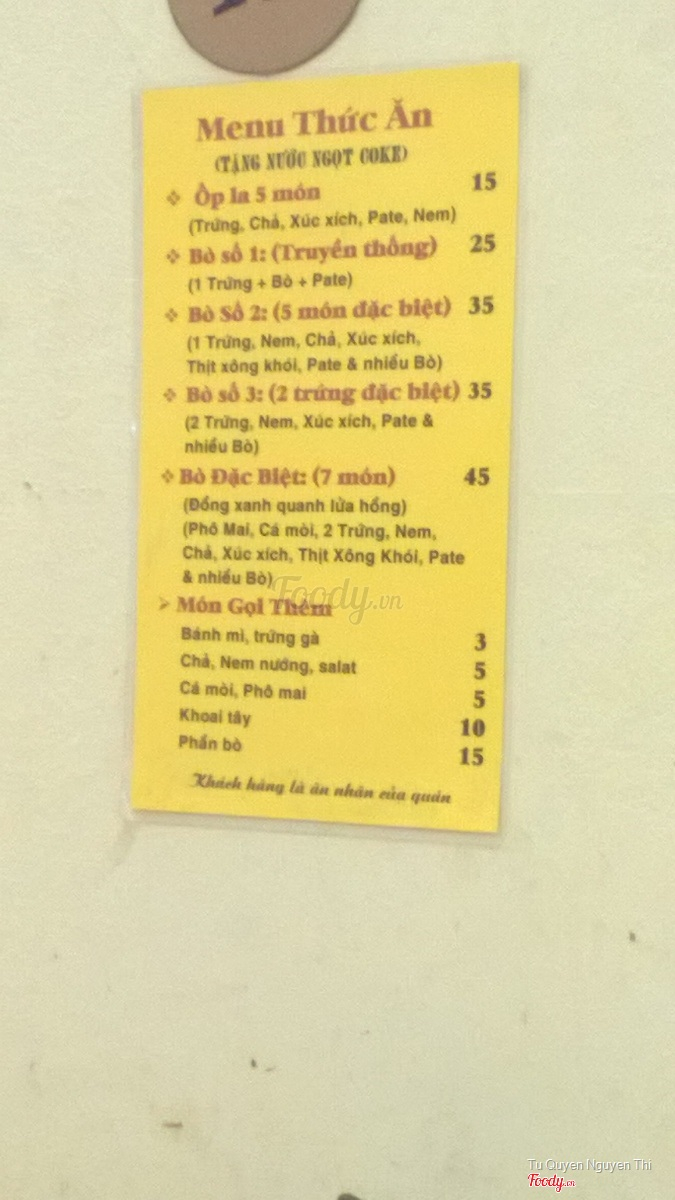 Menu Thức Ăn
(TẶNG NƯỚC NGỌT COKE)
Ốp la 5 món 15
(Trứng, Chả, Xúc xích, Pate, Nem)
Bò số 1: (Truyền thống) 25
(1 Trứng + Bò + Pate)
Bò Số 2: (5 món đặc biệt) 35
(1 Trứng, Nem, Chả, Xúc xích,
Thịt xông khói, Pate & nhiều Bò)
Bò số 3: (2 trứng đặc biệt) 35
(2 Trứng, Nem, Xúc xích, Pate &
nhiều Bò)
Bò Đặc Biệt: (7 món) 45
(Đồng xanh quanh lửa hồng)
(Phô Mai, Cá mòi, 2 Trứng, Nem,
Chả, Xúc xích, Thịt Xông Khói, Pate
& nhiều Bò)
Foody.vn
Món Gọi Thêm
Bánh mì, trứng gà 3
Chả, Nem nướng, salat 5
Cá mòi, Phô mai 5
Khoai tây 10
Phần bò 15
Khách hàng là ân nhân của quán
Tu Quyen Nguyen Thi
Foody.vn